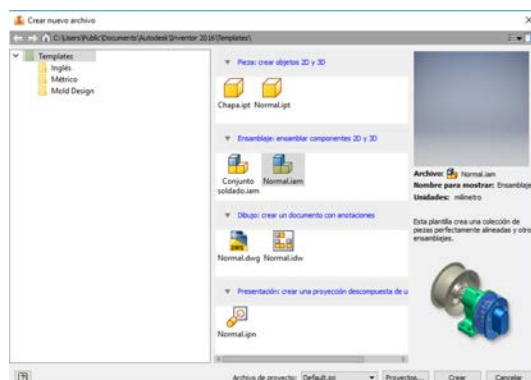 Crear nuevo archivo
C:\Users\Public\Documents\Autodesk\Inventor 2016\Templates\
Templates
Inglés
Métrico
Mold Design
Pieza: crear objetos 2D y 3D
Chapa.ipt
Normal.ipt
Ensamblaje: ensamblar componentes 2D y 3D
Conjunto soldado.iam
Normal.iam
Dibujo: crear un documento con anotaciones
Normal.dwg
Normal.idw
Presentación: crear una proyección descompuesta de u
Normal.ipn
Archivo: Normal.iam
Nombre para mostrar: Ensamblaje
Unidades: milímetro
Esta plantilla crea una colección de
piezas perfectamente alineadas y otro
ensamblajes.
Archivo de proyecto: Default.ipj
Proyectos...
Crear
Cancelar